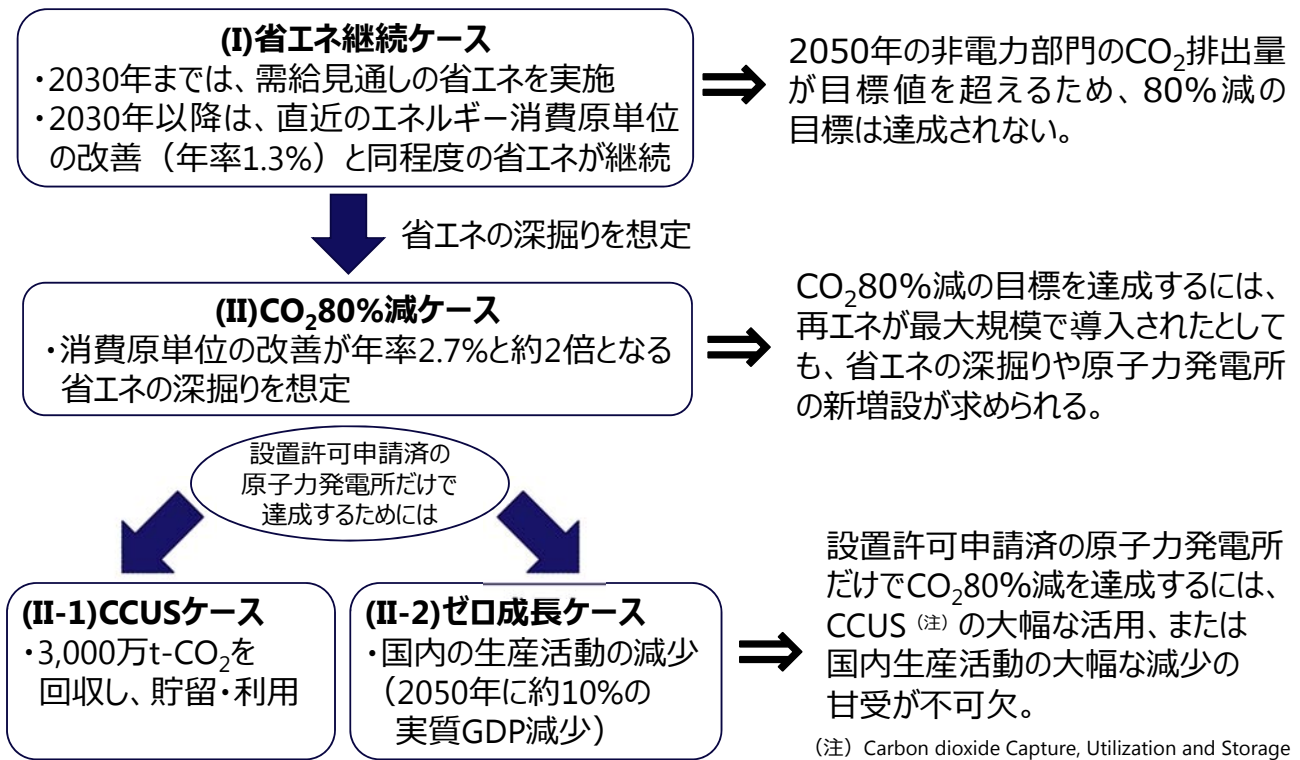 (I)省エネ継続ケース
・2030年までは、需給見通しの省エネを実施
・2030年以降は、直近のエネルギー消費原単位
の改善（年率1.3%）と同程度の省エネが継続
2050年の非電力部門のCO₂排出量
が目標値を超えるため、80%減の
目標は達成されない。
省エネの深掘りを想定
(II)CO₂80%減ケース
・消費原単位の改善が年率2.7%と約2倍となる
省エネの深掘りを想定
CO₂80%減の目標を達成するには、
再エネが最大規模で導入されたとして
も、省エネの深掘りや原子力発電所
の新増設が求められる。
設置許可申請済の
原子力発電所だけで
達成するためには
(II-1)CCUSケース
・3,000万t-CO₂を
回収し、貯留・利用
(II-2)ゼロ成長ケース
・国内の生産活動の減少
（2050年に約10%の
実質GDP減少）
設置許可申請済の原子力発電所
だけでCO₂80%減を達成するには、
CCUS（注）の大幅な活用、または
国内生産活動の大幅な減少の
甘受が不可欠。
（注）Carbon dioxide Capture, Utilization and Storage